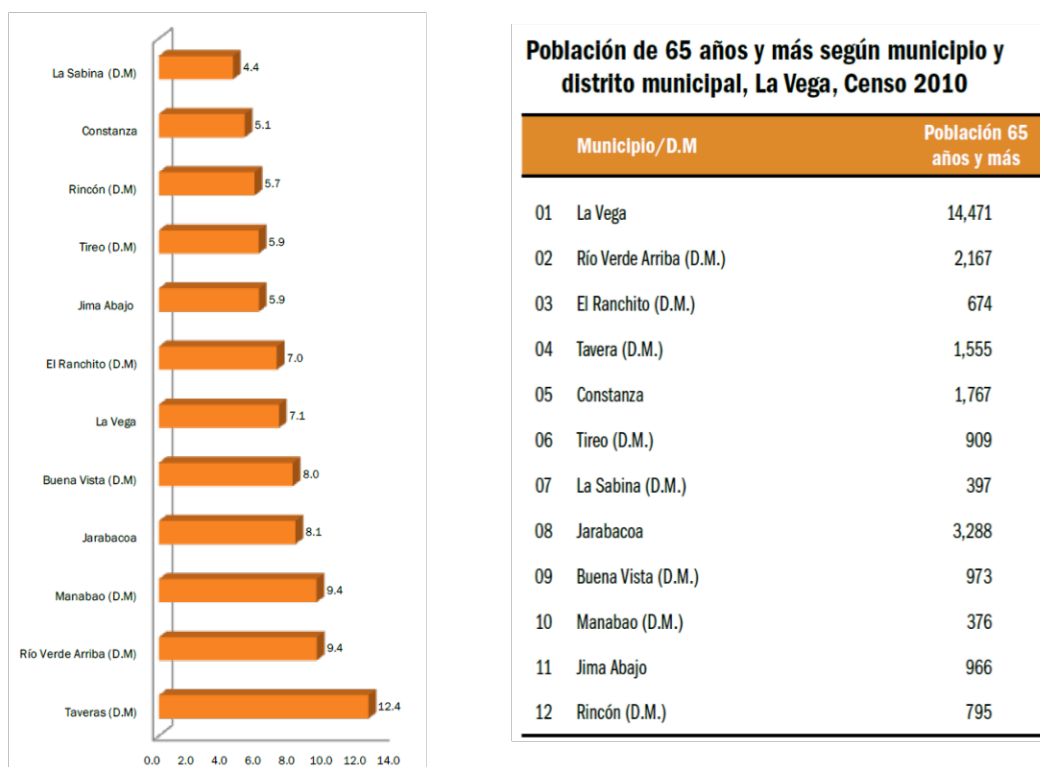 La Sabina (D.M) 4.4
Constanza 5.1
Rincón (D.M) 5.7
Tireo (D.M) 5.9
Jima Abajo 5.9
El Ranchito (D.M) 7.0
La Vega 7.1
Buena Vista (D.M) 8.0
Jarabacoa 8.1
Manabao (D.M) 9.4
Río Verde Arriba (D.M) 9.4
Taveras (D.M) 12.4
0.0 2.0 4.0 6.0 8.0 10.0 12.0 14.0
Población de 65 años y más según municipio y
distrito municipal, La Vega, Censo 2010
Municipio/D.M Población 65
años y más
01 La Vega 14,471
02 Río Verde Arriba (D.M.) 2,167
03 El Ranchito (D.M.) 674
04 Tavera (D.M.) 1,555
05 Constanza 1,767
06 Tireo (D.M.) 909
07 La Sabina (D.M.) 397
08 Jarabacoa 3,288
09 Buena Vista (D.M.) 973
10 Manabao (D.M.) 376
11 Jima Abajo 966
12 Rincón (D.M.) 795